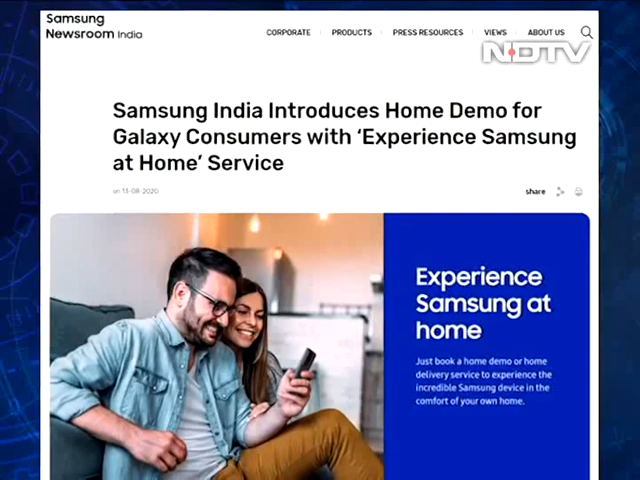 Samsung
Newsroom India
CORPORATE PRODUCTS PRESS RESOURCES VIEWS ABOUT US
NDTV
Samsung India Introduces Home Demo for
Galaxy Consumers with ‘Experience Samsung
at Home’ Service
on 13-08-2020
share
Experience
Samsung at
home
Just book a home demo or home
delivery service to experience the
incredible Samsung device in the
comfort of your own home.